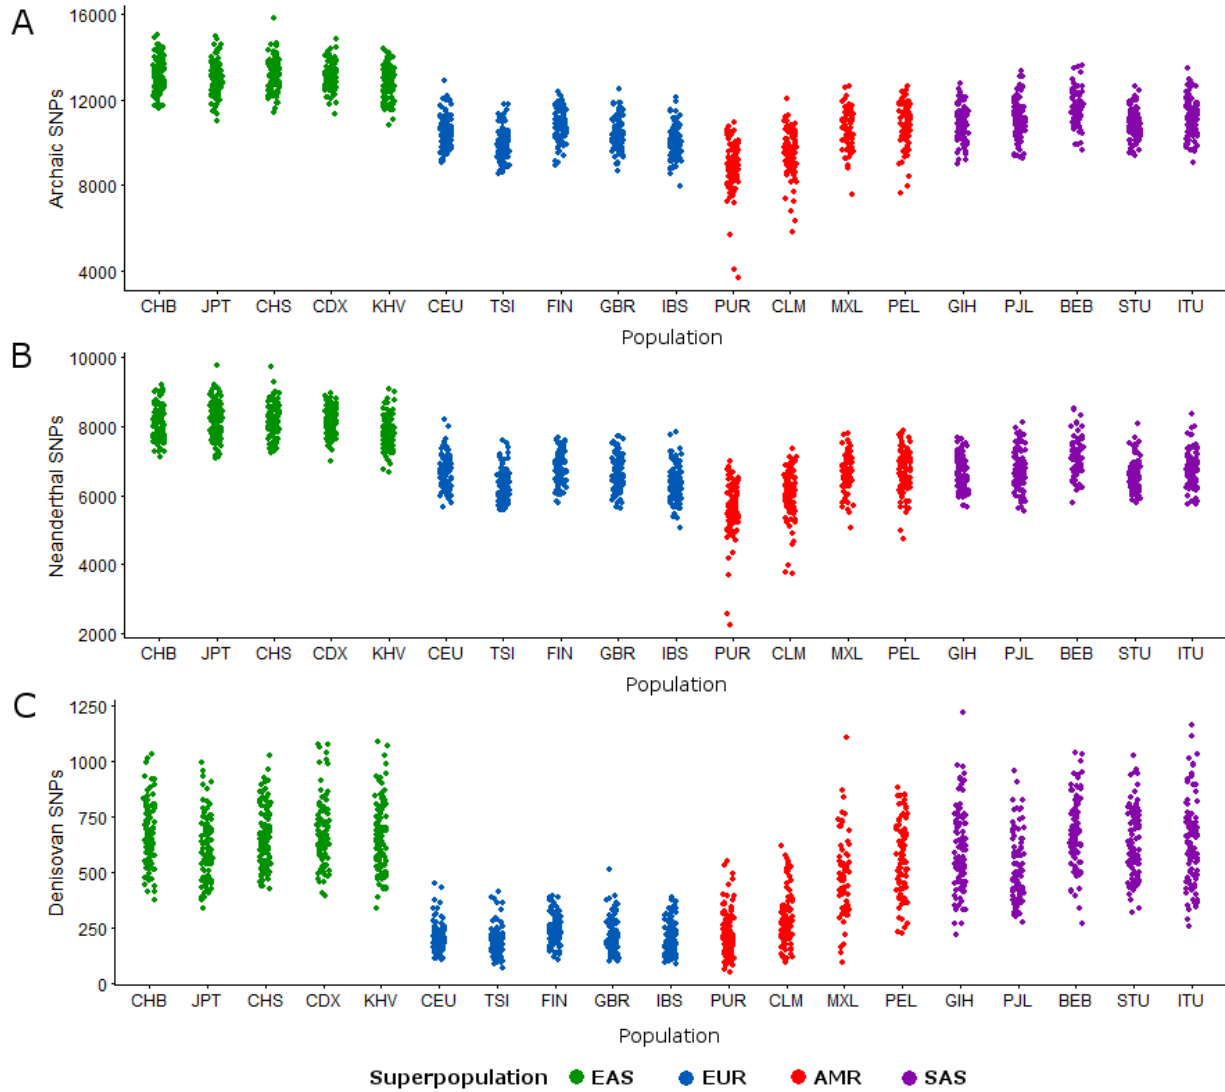 A
Archaic SNPs
16000
12000
8000
4000
CHB JPT CHS CDX KHV CEU TSI FIN GBR IBS PUR CLM MXL PEL GIH PJL BEB STU ITU
Population
B
Neanderthal SNPs
10000
8000
6000
4000
2000
CHB JPT CHS CDX KHV CEU TSI FIN GBR IBS PUR CLM MXL PEL GIH PJL BEB STU ITU
Population
C
Denisovan SNPs
1250
1000
750
500
250
0
CHB JPT CHS CDX KHV CEU TSI FIN GBR IBS PUR CLM MXL PEL GIH PJL BEB STU ITU
Population
Superpopulation EAS EUR AMR SAS